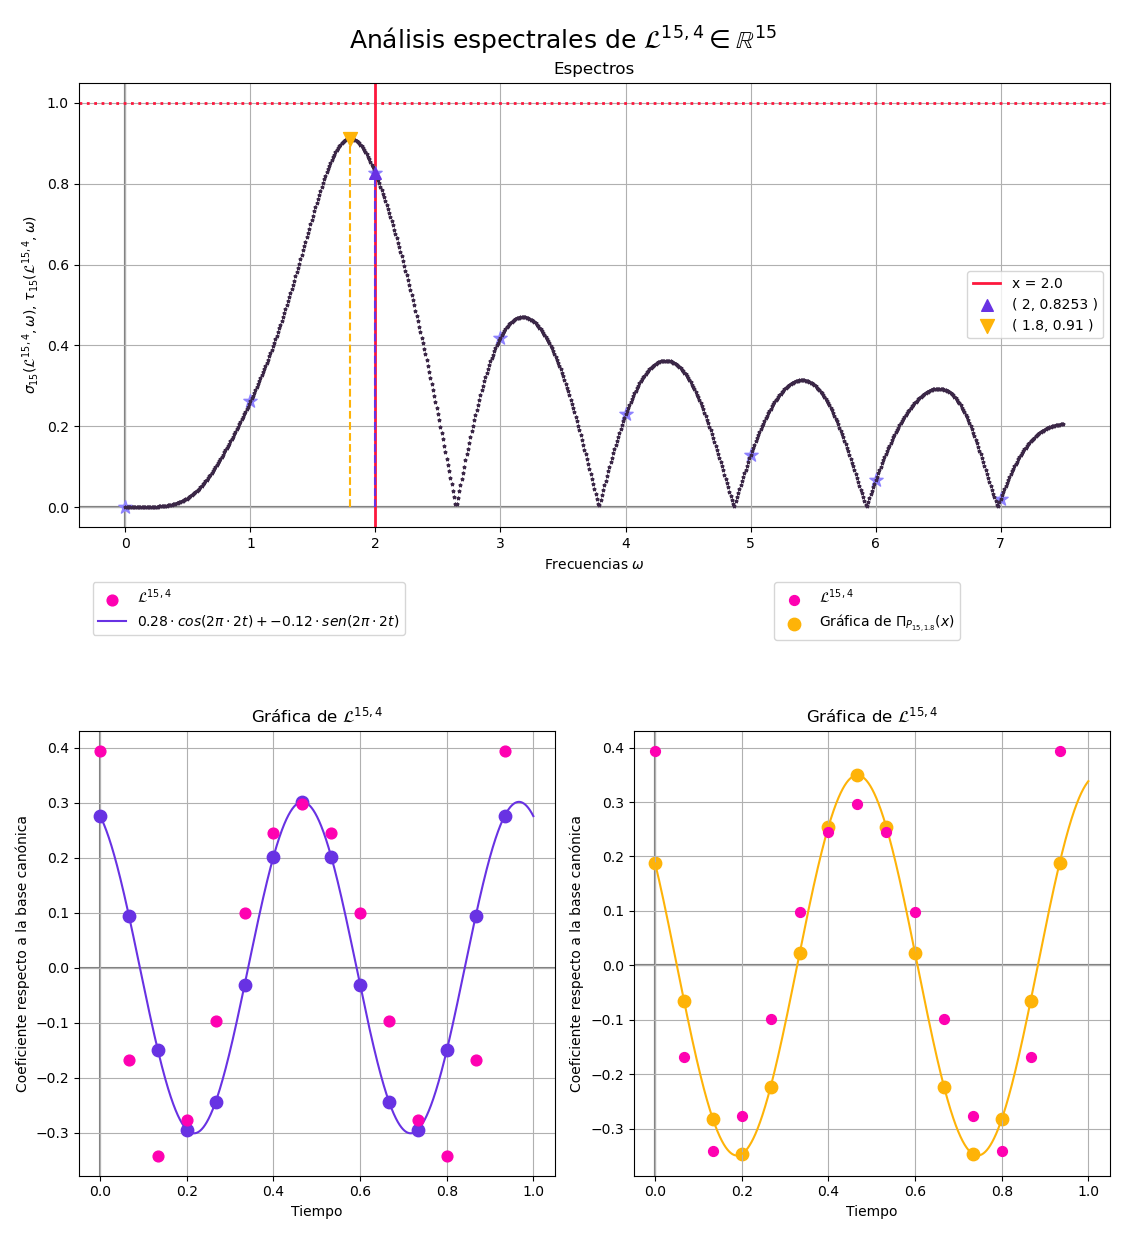 Análisis espectrales de 𝓛^{15,4} ∈ ℝ^{15}
Espectros
σ_{15}(𝓛^{15,4}, ω), τ_{15}(𝓛^{15,4}, ω)
1.0
0.8
0.6
0.4
0.2
0.0
x = 2.0
( 2, 0.8253 )
( 1.8, 0.91 )
0 1 2 3 4 5 6 7
Frecuencias ω
𝓛^{15,4}
0.28 · cos(2π · 2t) + −0.12 · sen(2π · 2t)
𝓛^{15,4}
Gráfica de Π_{P_{15,1.8}}(x)
Gráfica de 𝓛^{15,4}
Coeficiente respecto a la base canónica
0.4
0.3
0.2
0.1
0.0
−0.1
−0.2
−0.3
0.0 0.2 0.4 0.6 0.8 1.0
Tiempo
Gráfica de 𝓛^{15,4}
Coeficiente respecto a la base canónica
0.4
0.3
0.2
0.1
0.0
−0.1
−0.2
−0.3
0.0 0.2 0.4 0.6 0.8 1.0
Tiempo